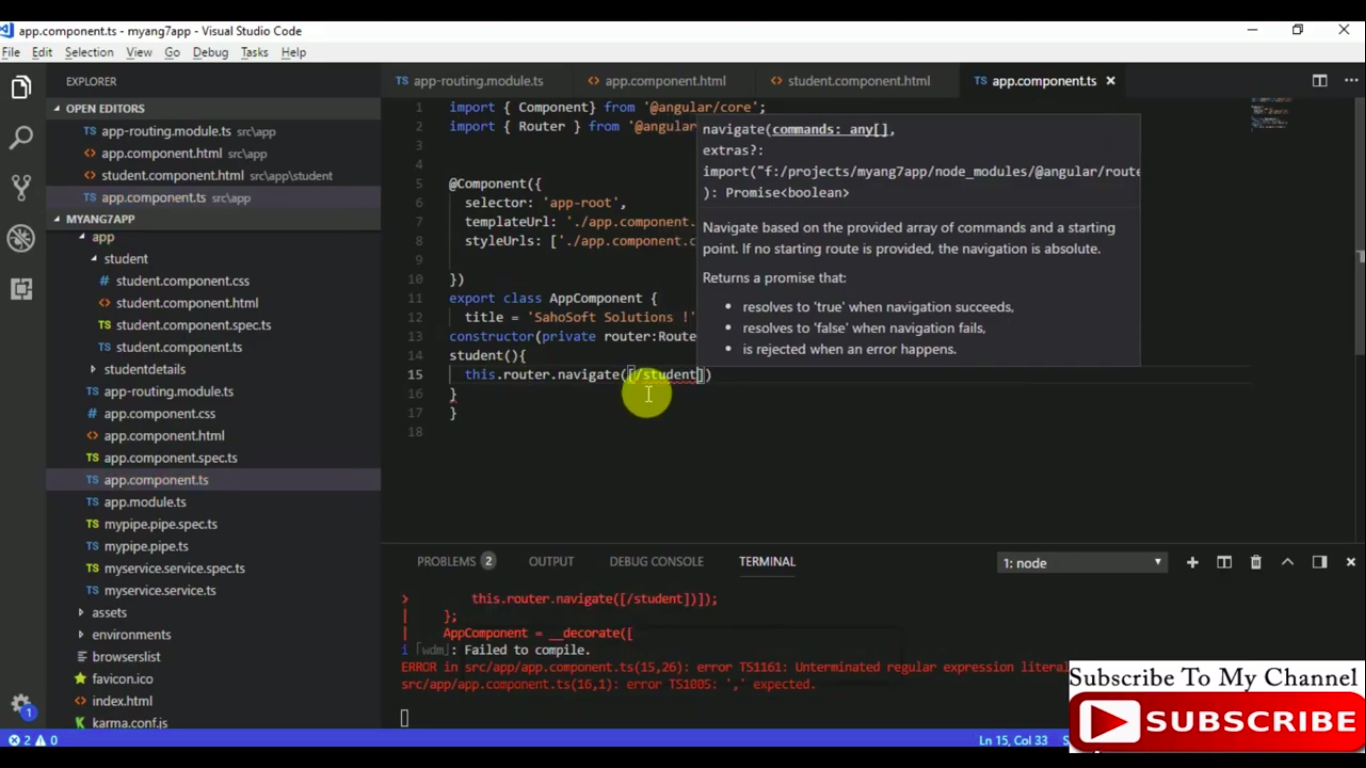 app.component.ts - myang7app - Visual Studio Code
File Edit Selection View Go Debug Tasks Help
EXPLORER
OPEN EDITORS
TS app-routing.module.ts src\app
<> app.component.html src\app
<> student.component.html src\app\student
TS app.component.ts src\app
MYANG7APP
app
student
# student.component.css
<> student.component.html
TS student.component.spec.ts
TS student.component.ts
studentdetails
TS app-routing.module.ts
# app.component.css
<> app.component.html
TS app.component.spec.ts
TS app.component.ts
TS app.module.ts
TS mypipe.pipe.spec.ts
TS mypipe.pipe.ts
TS myservice.service.spec.ts
TS myservice.service.ts
assets
environments
browserslist
favicon.ico
<> index.html
karma.conf.js
1
TS app-routing.module.ts <> app.component.html <> student.component.html TS app.component.ts
1 import { Component} from '@angular/core';
2 import { Router } from '@angular
3
4
5 @Component({
6 selector: 'app-root',
7 templateUrl: './app.component.
8 styleUrls: ['./app.component.c
9
10 })
11 export class AppComponent {
12 title = 'SahoSoft Solutions !'
13 constructor(private router:Route
14 student(){
15 this.router.navigate([/student])
16 }
17 }
18
navigate(commands: any[],
extras?:
import("f:/projects/myang7app/node_modules/@angular/route
): Promise<boolean>
Navigate based on the provided array of commands and a starting
point. If no starting route is provided, the navigation is absolute.
Returns a promise that:
• resolves to 'true' when navigation succeeds,
• resolves to 'false' when navigation fails,
• is rejected when an error happens.
PROBLEMS 2 OUTPUT DEBUG CONSOLE TERMINAL 1: node
> this.router.navigate([/student])]);
| };
| AppComponent = __decorate([
i ｢wdm｣: Failed to compile.
ERROR in src/app/app.component.ts(15,26): error TS1161: Unterminated regular expression literal
src/app/app.component.ts(16,1): error TS1005: ',' expected.
2 0 Ln 15, Col 33
Subscribe To My Channel
SUBSCRIBE